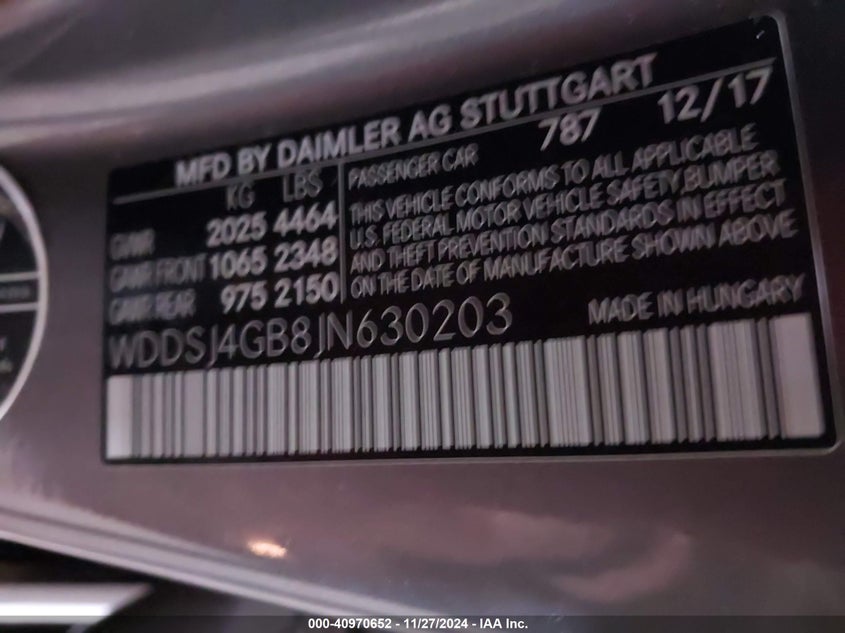 MFD BY DAIMLER AG STUTTGART
787 12/17
KG LBS
GVWR 2025 4464
GAWR FRONT 1065 2348
GAWR REAR 975 2150
PASSENGER CAR
THIS VEHICLE CONFORMS TO ALL APPLICABLE
U.S. FEDERAL MOTOR VEHICLE SAFETY, BUMPER
AND THEFT PREVENTION STANDARDS IN EFFECT
ON THE DATE OF MANUFACTURE SHOWN ABOVE
WDDSJ4GB8JN630203
MADE IN HUNGARY
000-40970652 - 11/27/2024 - IAA Inc.